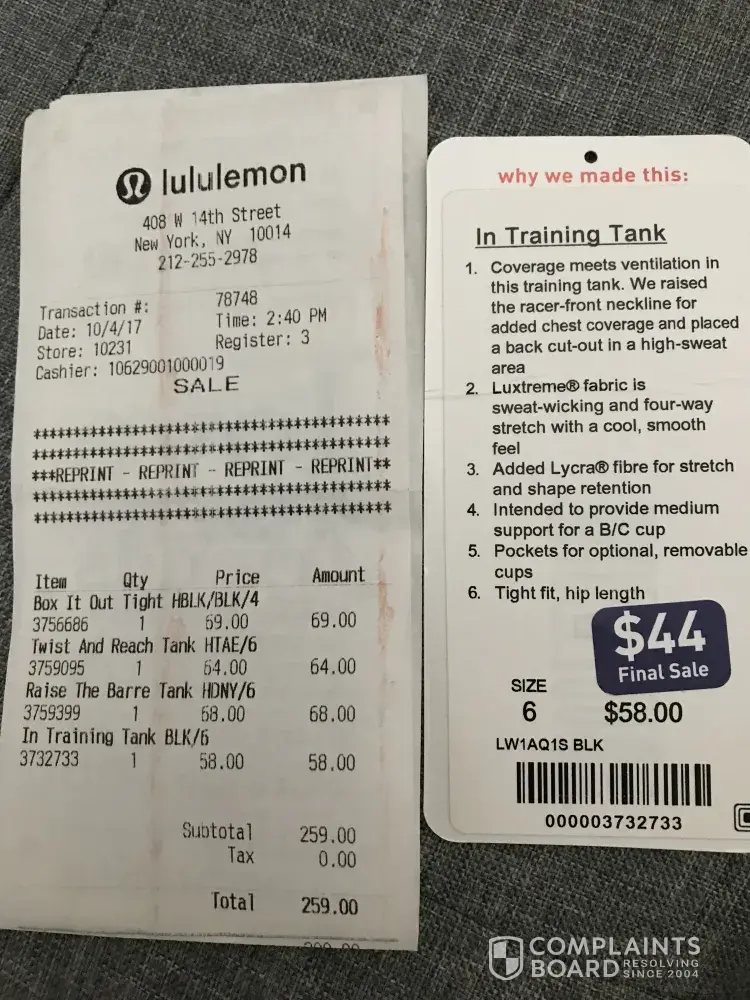 lululemon
408 W 14th Street
New York, NY 10014
212-255-2978
Transaction #: 78748
Date: 10/4/17 Time: 2:40 PM
Store: 10231 Register: 3
Cashier: 10629001000019
SALE
********************************************
********************************************
***REPRINT - REPRINT - REPRINT - REPRINT**
********************************************
********************************************
Item Qty Price Amount
Box It Out Tight HBLK/BLK/4
3756686 1 69.00 69.00
Twist And Reach Tank HTAE/6
3759095 1 64.00 64.00
Raise The Barre Tank HDNY/6
3759399 1 68.00 68.00
In Training Tank BLK/6
3732733 1 58.00 58.00
Subtotal 259.00
Tax 0.00
Total 259.00
why we made this:
In Training Tank
1. Coverage meets ventilation in
this training tank. We raised
the racer-front neckline for
added chest coverage and placed
a back cut-out in a high-sweat
area
2. Luxtreme® fabric is
sweat-wicking and four-way
stretch with a cool, smooth
feel
3. Added Lycra® fibre for stretch
and shape retention
4. Intended to provide medium
support for a B/C cup
5. Pockets for optional, removable
cups
6. Tight fit, hip length
$44
Final Sale
SIZE
6 $58.00
LW1AQ1S BLK
000003732733
COMPLAINTS
BOARD RESOLVING
SINCE 2004